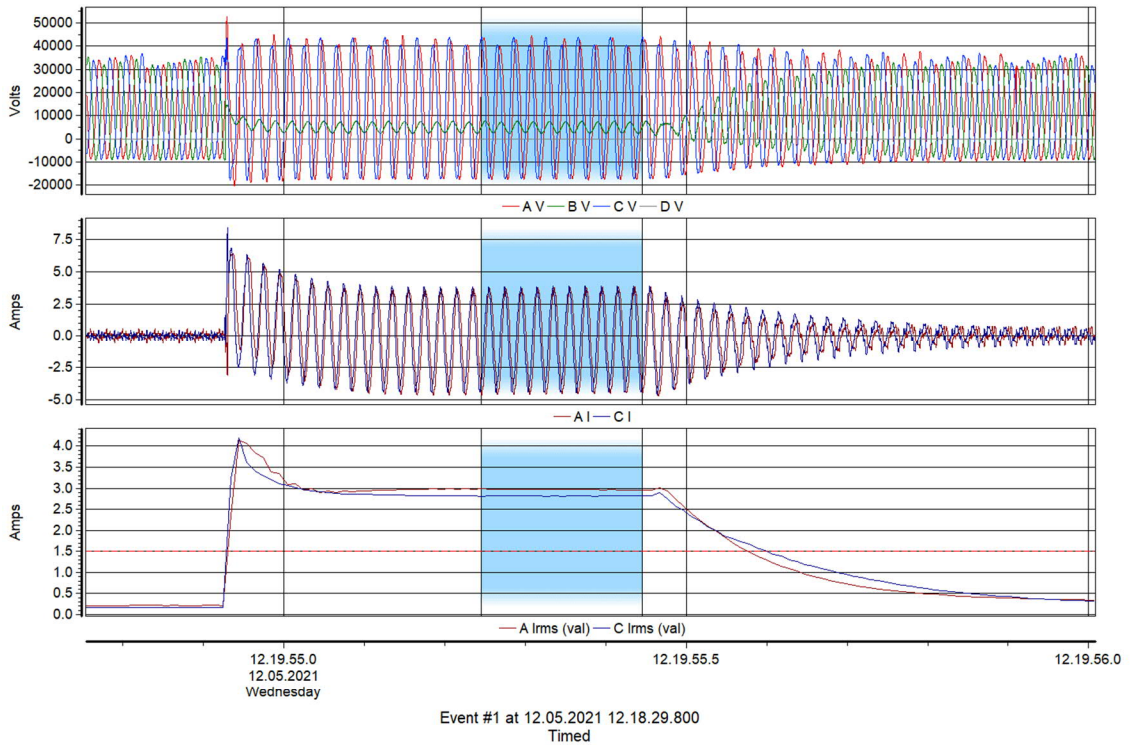 50000
40000
30000
20000
10000
0
-10000
-20000
Volts
A V B V C V D V
7.5
5.0
2.5
0.0
-2.5
-5.0
Amps
A I C I
4.0
3.5
3.0
2.5
2.0
1.5
1.0
0.5
0.0
Amps
A Irms (val) C Irms (val)
12.19.55.0 12.19.55.5 12.19.56.0
12.05.2021
Wednesday
Event #1 at 12.05.2021 12.18.29.800
Timed